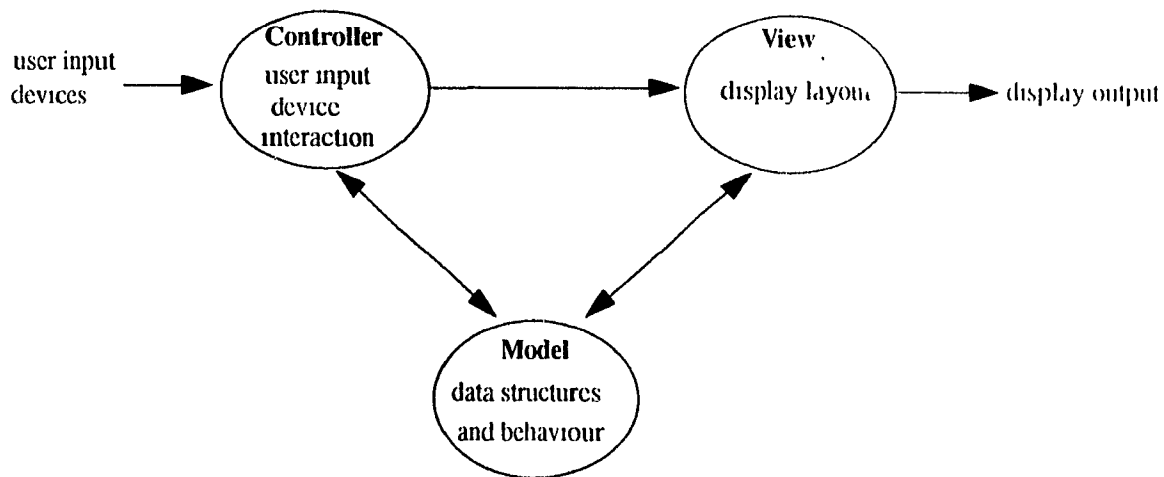 user input
devices
Controller
user input
device
interaction
View
display layout
display output
Model
data structures
and behaviour